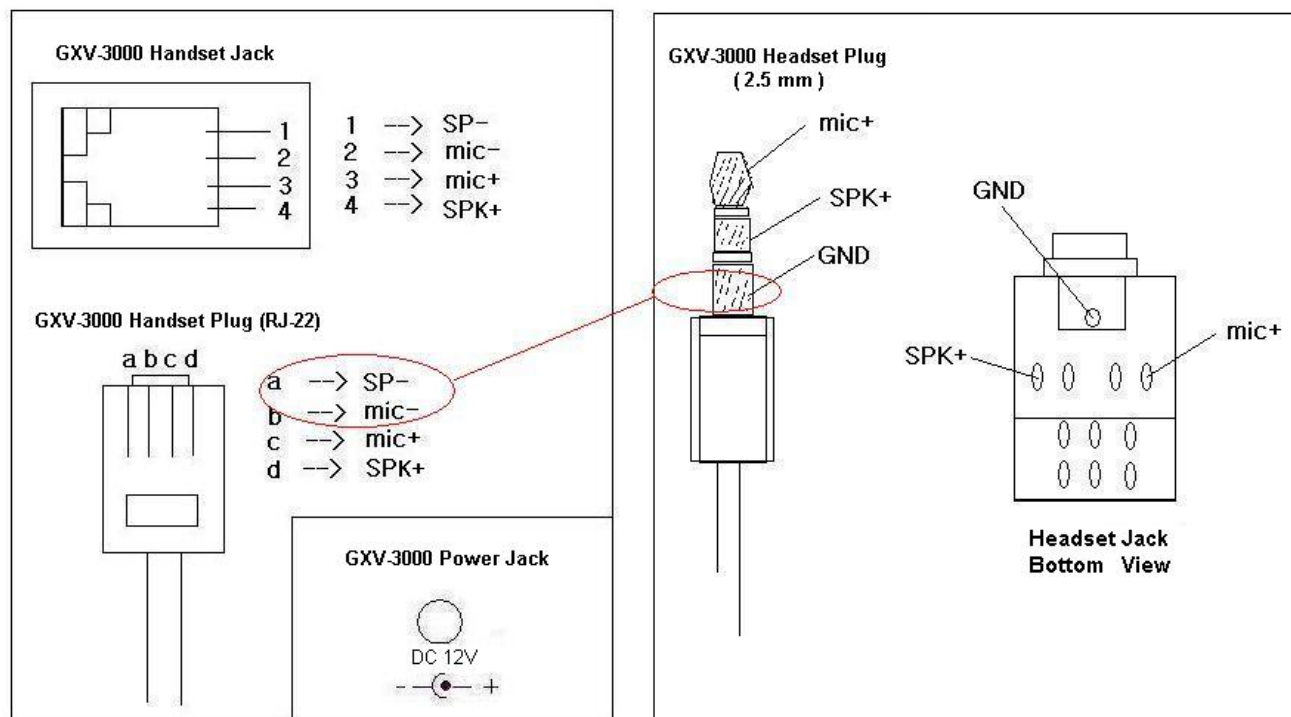 GXV-3000 Handset Jack
1
2
3
4
1 --> SP-
2 --> mic-
3 --> mic+
4 --> SPK+
GXV-3000 Handset Plug (RJ-22)
a b c d
a --> SP-
b --> mic-
c --> mic+
d --> SPK+
GXV-3000 Power Jack
DC 12V
- +
GXV-3000 Headset Plug
( 2.5 mm )
mic+
SPK+
GND
GND
SPK+
mic+
Headset Jack
Bottom View